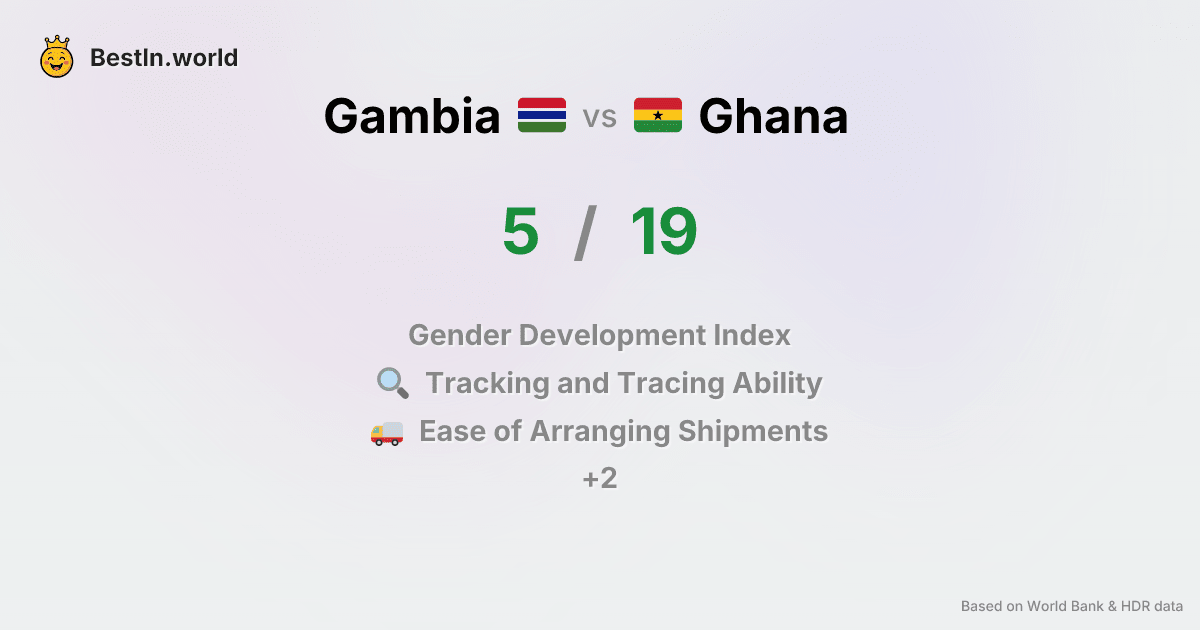 BestIn.world
Gambia vs Ghana
5 / 19
Gender Development Index
Tracking and Tracing Ability
Ease of Arranging Shipments
+2
Based on World Bank & HDR data